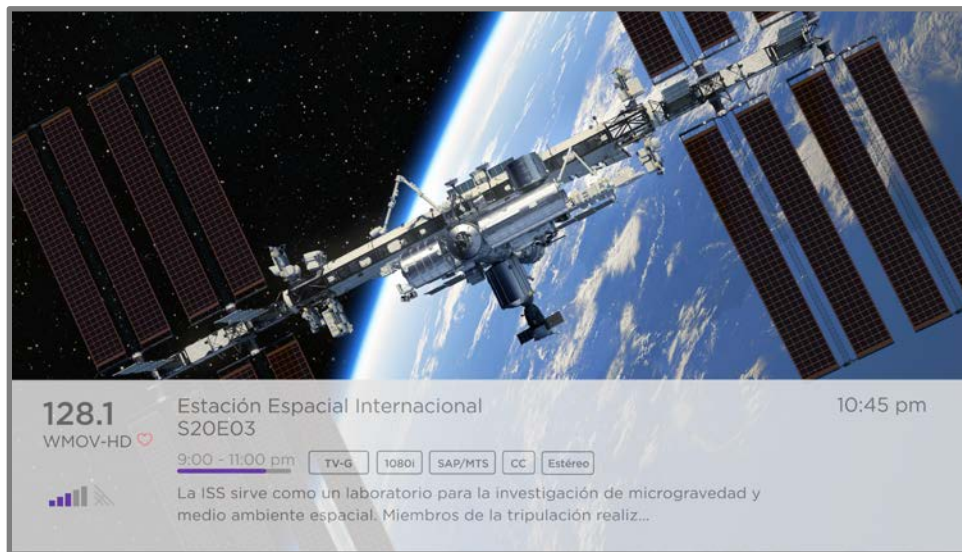 128.1
WMOV-HD
Estación Espacial Internacional
S20E03
10:45 pm
9:00 - 11:00 pm
TV-G
1080i
SAP/MTS
CC
Estéreo
La ISS sirve como un laboratorio para la investigación de microgravedad y
medio ambiente espacial. Miembros de la tripulación realiz...